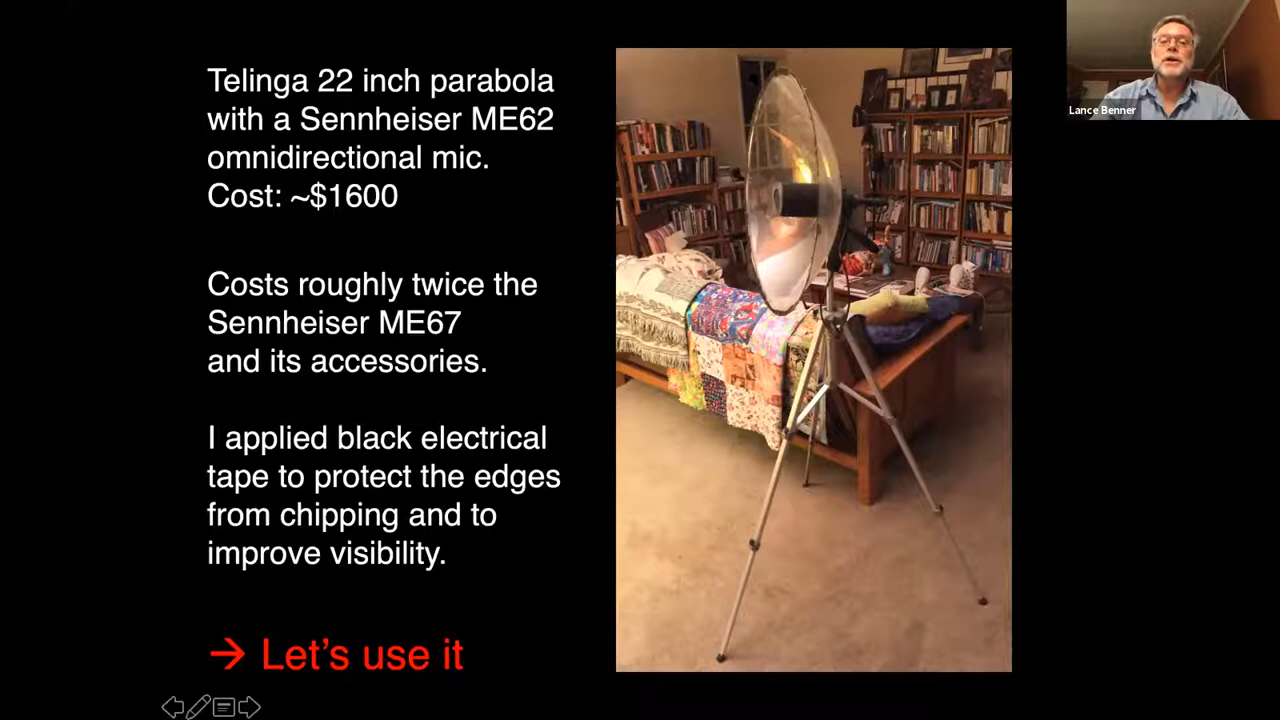 Telinga 22 inch parabola
with a Sennheiser ME62
omnidirectional mic.
Cost: ~$1600
Costs roughly twice the
Sennheiser ME67
and its accessories.
I applied black electrical
tape to protect the edges
from chipping and to
improve visibility.
→ Let’s use it
Lance Benner